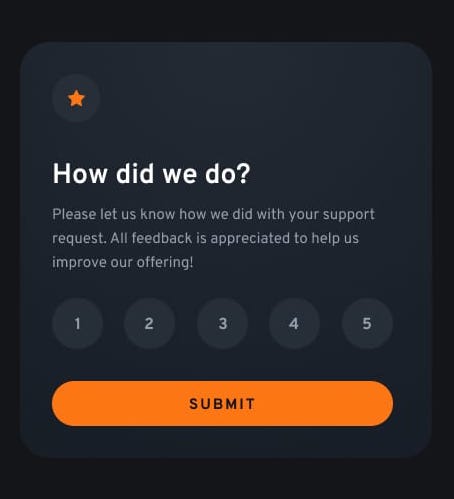 How did we do?
Please let us know how we did with your support
request. All feedback is appreciated to help us
improve our offering!
1 2 3 4 5
SUBMIT